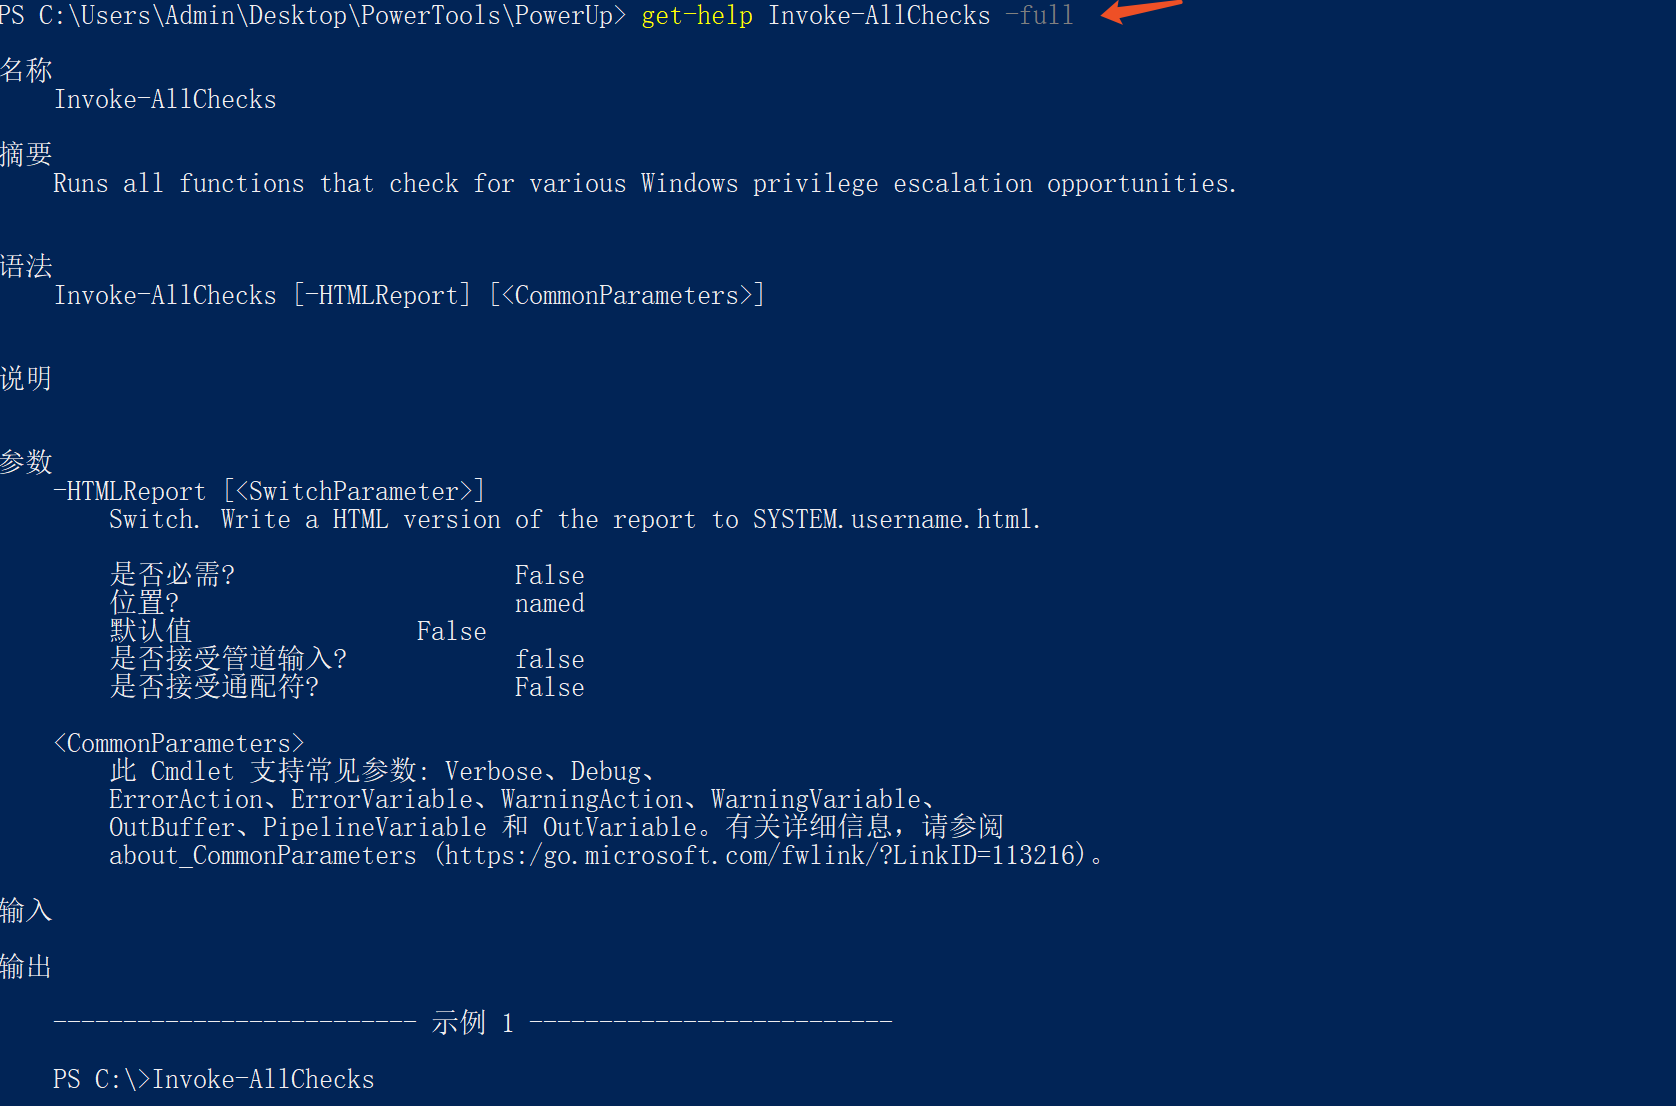 PS C:\Users\Admin\Desktop\PowerTools\PowerUp> get-help Invoke-AllChecks -full
名称
Invoke-AllChecks
摘要
Runs all functions that check for various Windows privilege escalation opportunities.
语法
Invoke-AllChecks [-HTMLReport] [<CommonParameters>]
说明
参数
-HTMLReport [<SwitchParameter>]
Switch. Write a HTML version of the report to SYSTEM.username.html.
是否必需? False
位置? named
默认值 False
是否接受管道输入? false
是否接受通配符? False
<CommonParameters>
此 Cmdlet 支持常见参数: Verbose、Debug、
ErrorAction、ErrorVariable、WarningAction、WarningVariable、
OutBuffer、PipelineVariable 和 OutVariable。有关详细信息，请参阅
about_CommonParameters (https:/go.microsoft.com/fwlink/?LinkID=113216)。
输入
输出
-------------------------- 示例 1 --------------------------
PS C:\>Invoke-AllChecks